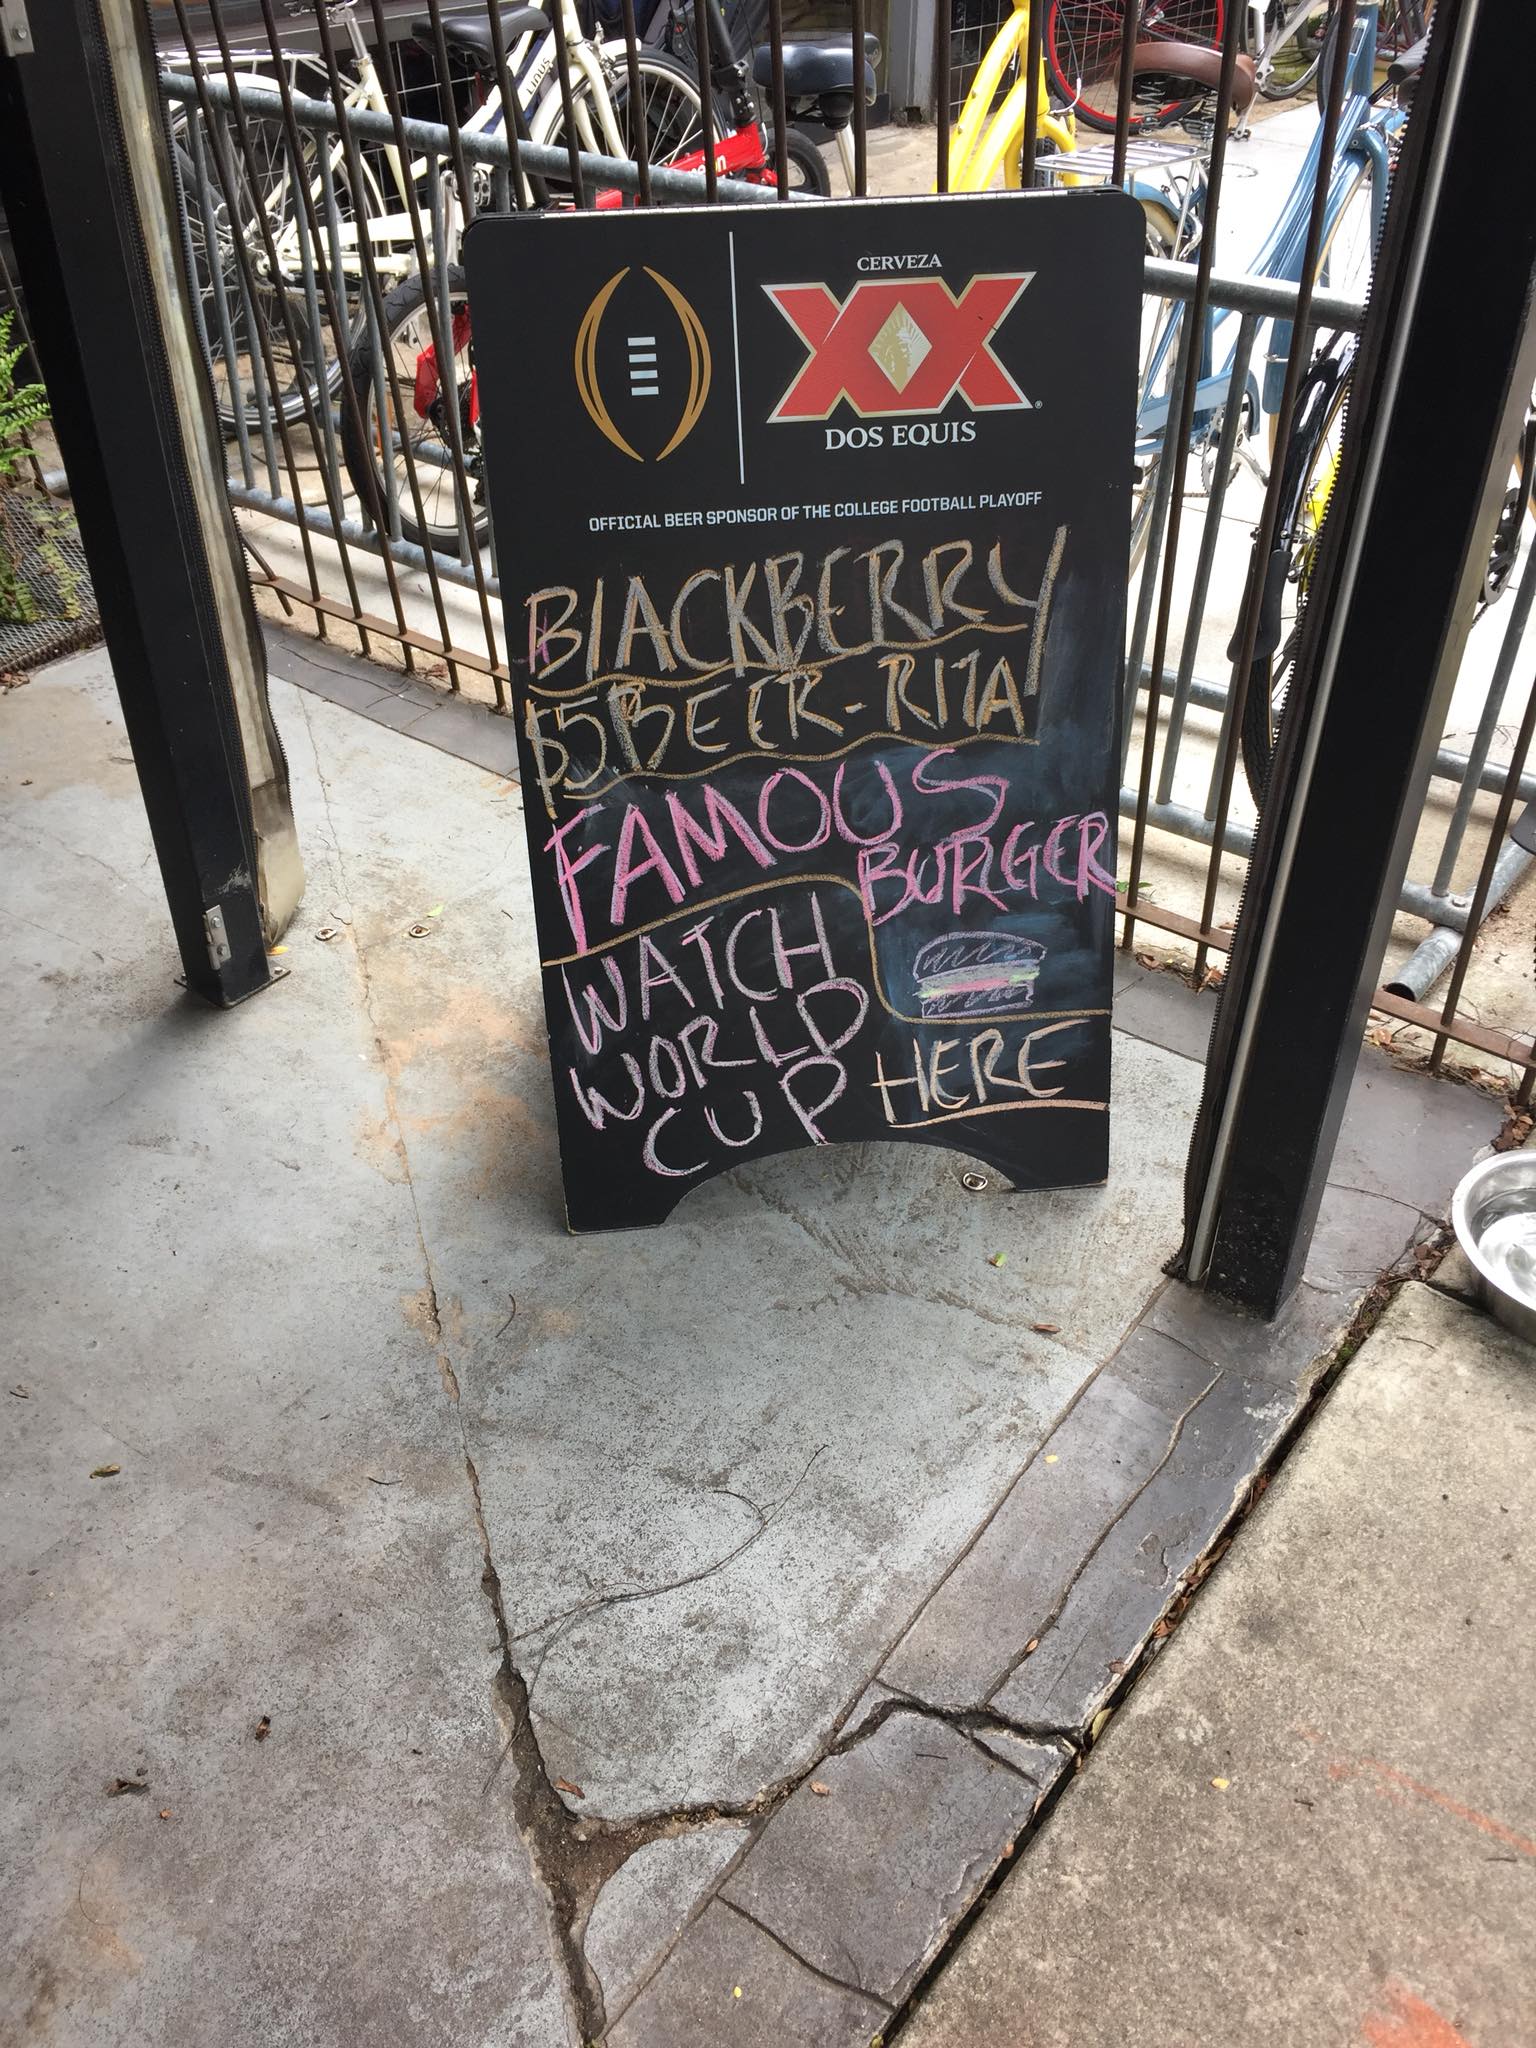 LINUS
CERVEZA
XX
DOS EQUIS
OFFICIAL BEER SPONSOR OF THE COLLEGE FOOTBALL PLAYOFF
BLACKBERRY
$5 BEER-RITA
FAMOUS
BURGER
WATCH
WORLD
CUP HERE